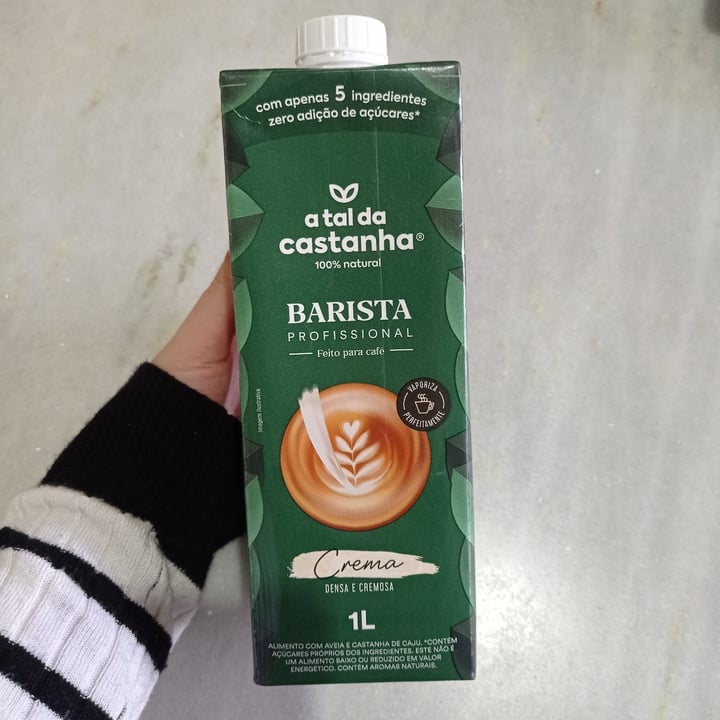 com apenas 5 ingredientes
zero adição de açúcares*
a tal da
castanha®
100% natural
BARISTA
PROFISSIONAL
Feito para café
VAPORIZA
PERFEITAMENTE
Imagem ilustrativa
Crema
DENSA E CREMOSA
1L
ALIMENTO COM AVEIA E CASTANHA DE CAJU. *CONTÉM
AÇÚCARES PRÓPRIOS DOS INGREDIENTES. ESTE NÃO É
UM ALIMENTO BAIXO OU REDUZIDO EM VALOR
ENERGÉTICO. CONTÉM AROMAS NATURAIS.